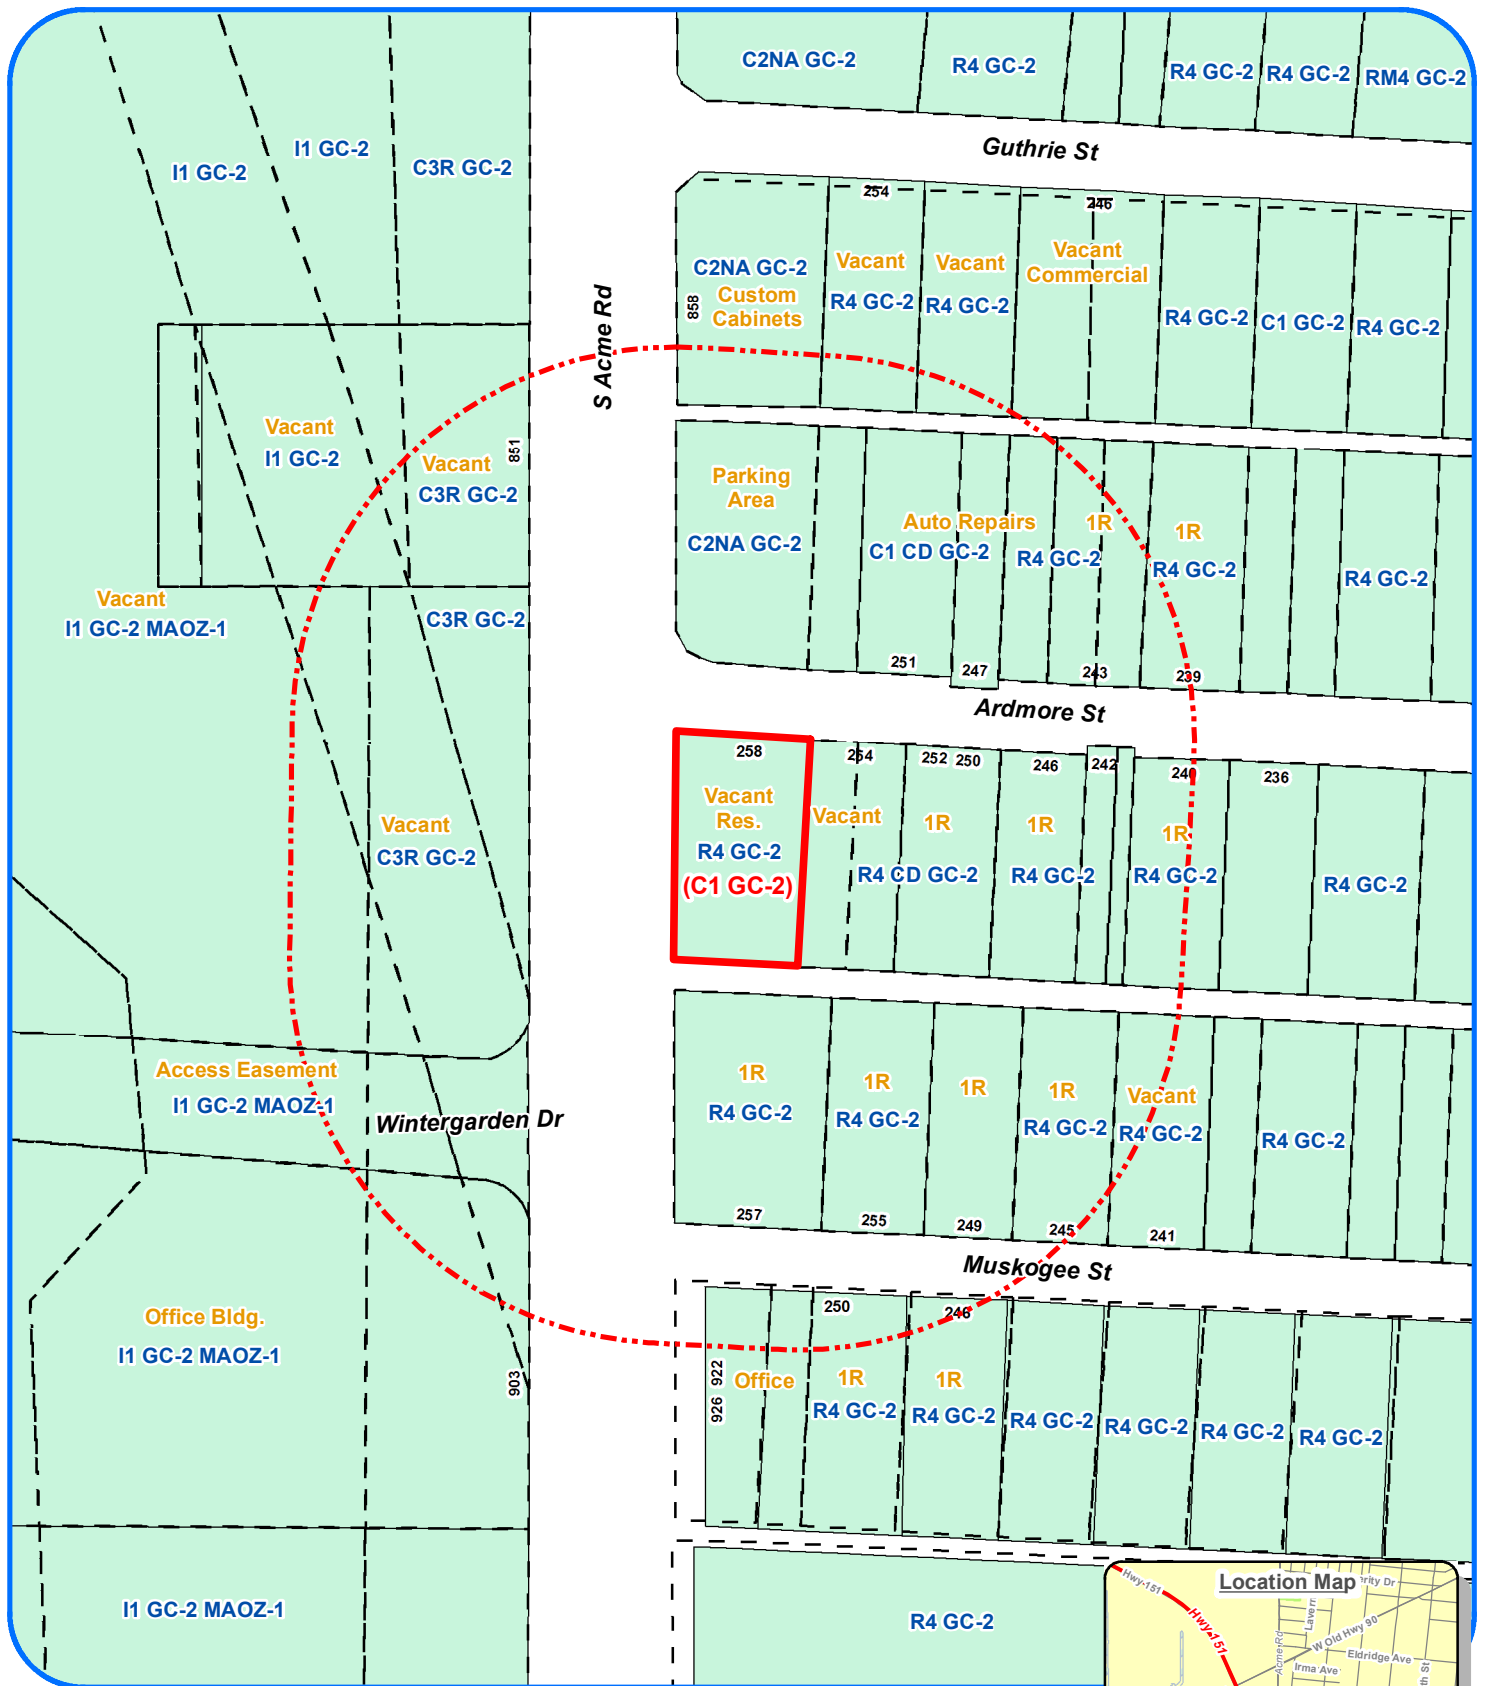 C2NA GC-2
R4 GC-2
R4 GC-2
R4 GC-2
RM4 GC-2
Guthrie St
I1 GC-2
I1 GC-2
C3R GC-2
254
246
C2NA GC-2
Custom
Cabinets
858
Vacant
R4 GC-2
Vacant
R4 GC-2
Vacant
Commercial
R4 GC-2
C1 GC-2
R4 GC-2
S Acme Rd
Vacant
I1 GC-2
Vacant
C3R GC-2
851
Parking
Area
C2NA GC-2
Auto Repairs
C1 CD GC-2
1R
R4 GC-2
1R
R4 GC-2
R4 GC-2
Vacant
I1 GC-2 MAOZ-1
C3R GC-2
251
247
243
239
Ardmore St
258
Vacant
Res.
R4 GC-2
(C1 GC-2)
254
Vacant
252
250
1R
R4 CD GC-2
246
1R
R4 GC-2
242
240
1R
R4 GC-2
236
R4 GC-2
Vacant
C3R GC-2
Access Easement
I1 GC-2 MAOZ-1
Wintergarden Dr
1R
R4 GC-2
257
1R
R4 GC-2
255
1R
249
1R
R4 GC-2
245
Vacant
R4 GC-2
241
R4 GC-2
Muskogee St
Office Bldg.
I1 GC-2 MAOZ-1
903
922
926
Office
250
1R
R4 GC-2
246
1R
R4 GC-2
R4 GC-2
R4 GC-2
R4 GC-2
R4 GC-2
I1 GC-2 MAOZ-1
R4 GC-2
Location Map
Hwy-151
Hwy-151
Acme Rd
W Old Hwy 90
Eldridge Ave
Irma Ave